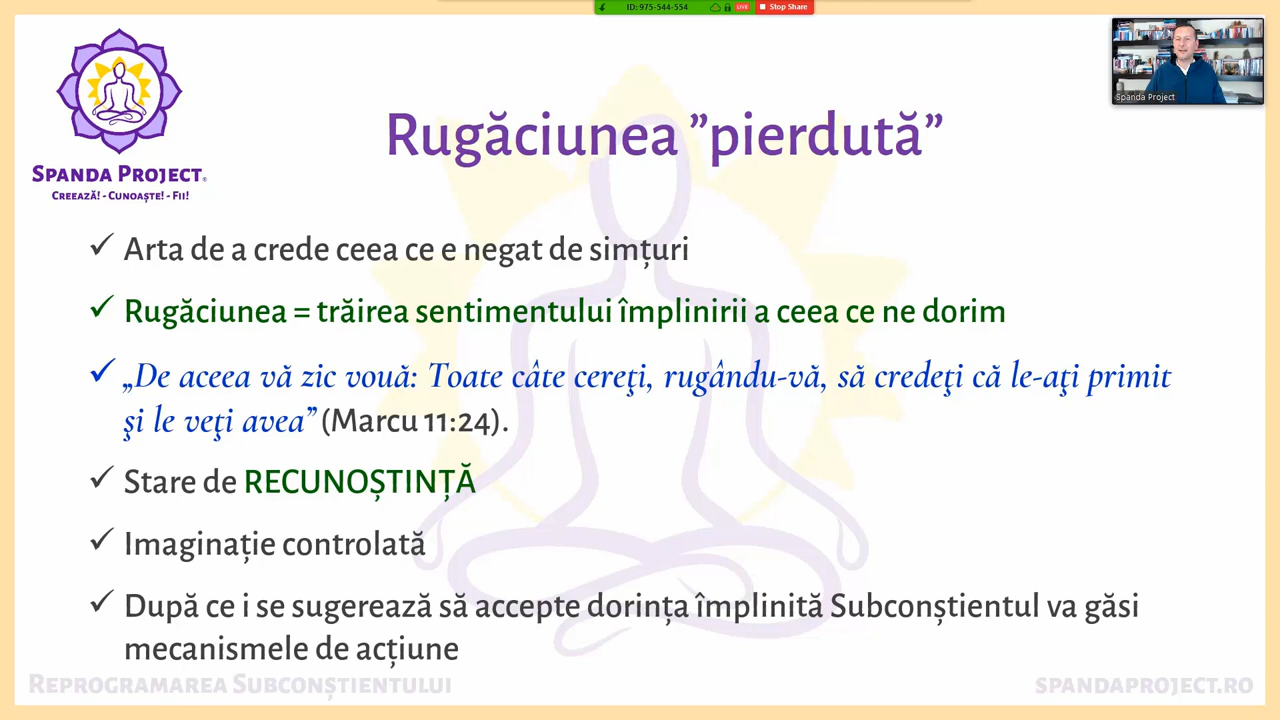 ID: 975-544-554
LIVE
Stop Share
Spanda Project
SPANDA PROJECT®
CREEAZĂ! - CUNOAȘTE! - FII!
Rugăciunea ”pierdută”
Arta de a crede ceea ce e negat de simțuri
Rugăciunea = trăirea sentimentului împlinirii a ceea ce ne dorim
„De aceea vă zic vouă: Toate câte cereţi, rugându-vă, să credeţi că le-aţi primit
şi le veţi avea” (Marcu 11:24).
Stare de RECUNOȘTINȚĂ
Imaginație controlată
După ce i se sugerează să accepte dorința împlinită Subconștientul va găsi
mecanismele de acțiune
REPROGRAMAREA SUBCONȘTIENTULUI
SPANDAPROJECT.RO